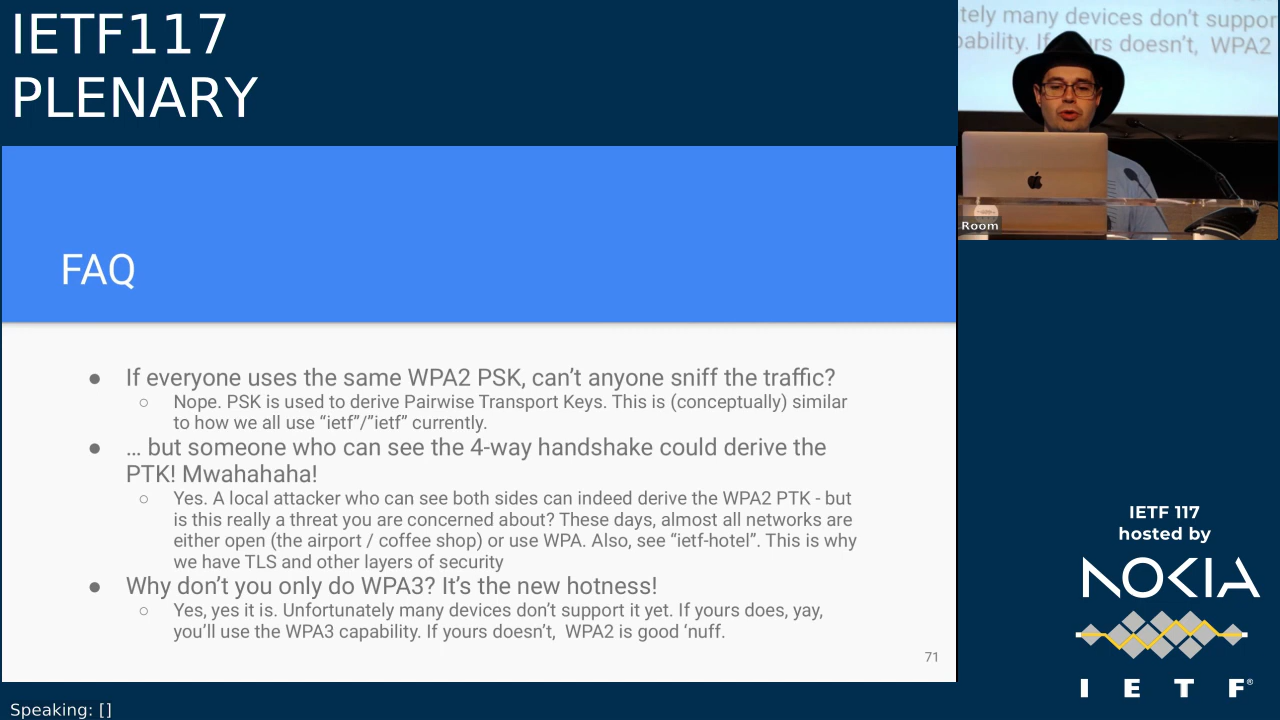 IETF117
PLENARY
tely many devices don't suppor
pability. If yours doesn't, WPA2
Room
FAQ
● If everyone uses the same WPA2 PSK, can't anyone sniff the traffic?
○ Nope. PSK is used to derive Pairwise Transport Keys. This is (conceptually) similar
to how we all use “ietf”/”ietf” currently.
● … but someone who can see the 4-way handshake could derive the
PTK! Mwahahaha!
○ Yes. A local attacker who can see both sides can indeed derive the WPA2 PTK - but
is this really a threat you are concerned about? These days, almost all networks are
either open (the airport / coffee shop) or use WPA. Also, see “ietf-hotel”. This is why
we have TLS and other layers of security
● Why don't you only do WPA3? It's the new hotness!
○ Yes, yes it is. Unfortunately many devices don't support it yet. If yours does, yay,
you'll use the WPA3 capability. If yours doesn't,  WPA2 is good ‘nuff.
71
IETF 117
hosted by
NOKIA
I E T F®
Speaking: []